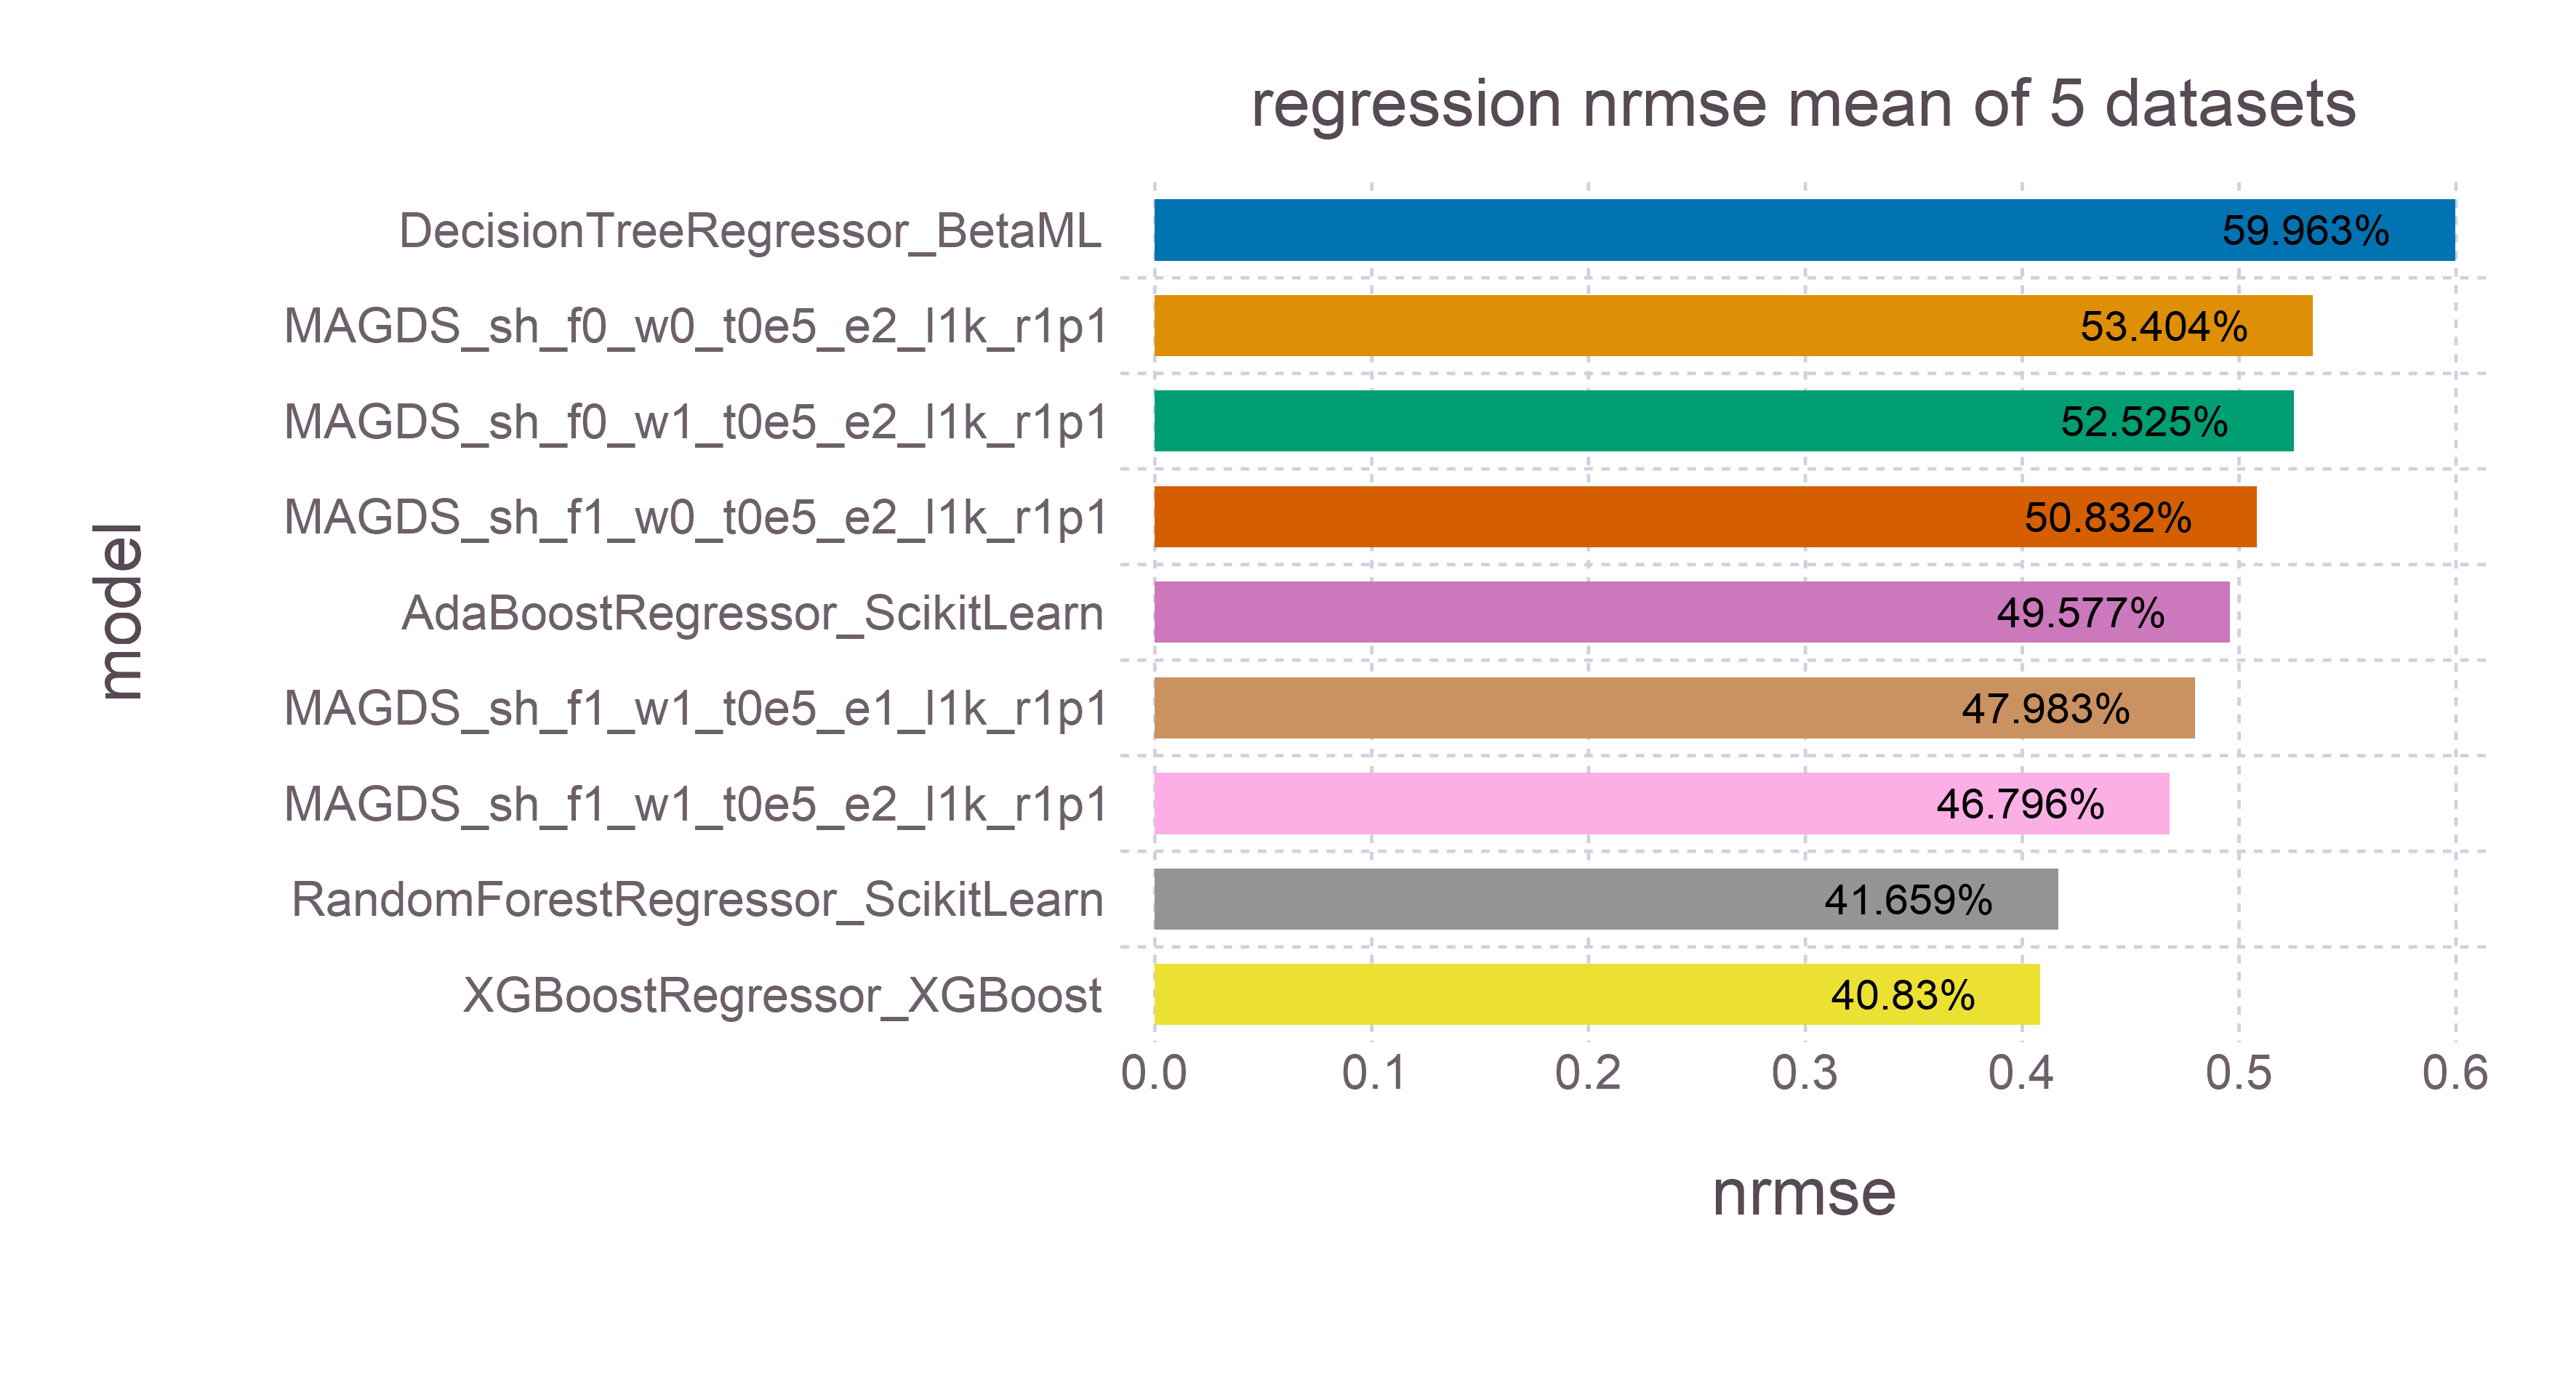 regression nrmse mean of 5 datasets
DecisionTreeRegressor_BetaML 59.963%
MAGDS_sh_f0_w0_t0e5_e2_l1k_r1p1 53.404%
MAGDS_sh_f0_w1_t0e5_e2_l1k_r1p1 52.525%
MAGDS_sh_f1_w0_t0e5_e2_l1k_r1p1 50.832%
AdaBoostRegressor_ScikitLearn 49.577%
MAGDS_sh_f1_w1_t0e5_e1_l1k_r1p1 47.983%
MAGDS_sh_f1_w1_t0e5_e2_l1k_r1p1 46.796%
RandomForestRegressor_ScikitLearn 41.659%
XGBoostRegressor_XGBoost 40.83%
model
0.0 0.1 0.2 0.3 0.4 0.5 0.6
nrmse